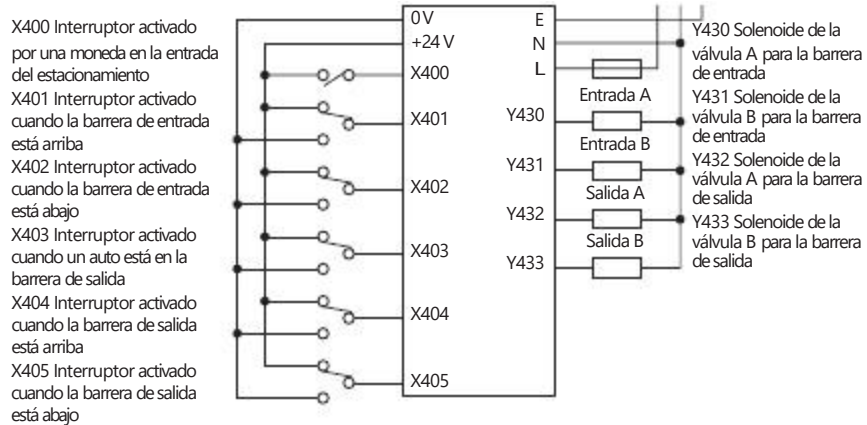 X400 Interruptor activado
por una moneda en la entrada
del estacionamiento
X401 Interruptor activado
cuando la barrera de entrada
está arriba
X402 Interruptor activado
cuando la barrera de entrada
está abajo
X403 Interruptor activado
cuando un auto está en la
barrera de salida
X404 Interruptor activado
cuando la barrera de salida
está arriba
X405 Interruptor activado
cuando la barrera de salida
está abajo
0V
+24 V
X400
X401
X402
X403
X404
X405
E
N
L
Y430
Y431
Y432
Y433
Entrada A
Entrada B
Salida A
Salida B
Y430 Solenoide de la
válvula A para la barrera
de entrada
Y431 Solenoide de la
válvula B para la barrera
de entrada
Y432 Solenoide de la
válvula A para la barrera
de salida
Y433 Solenoide de la
válvula B para la barrera
de salida